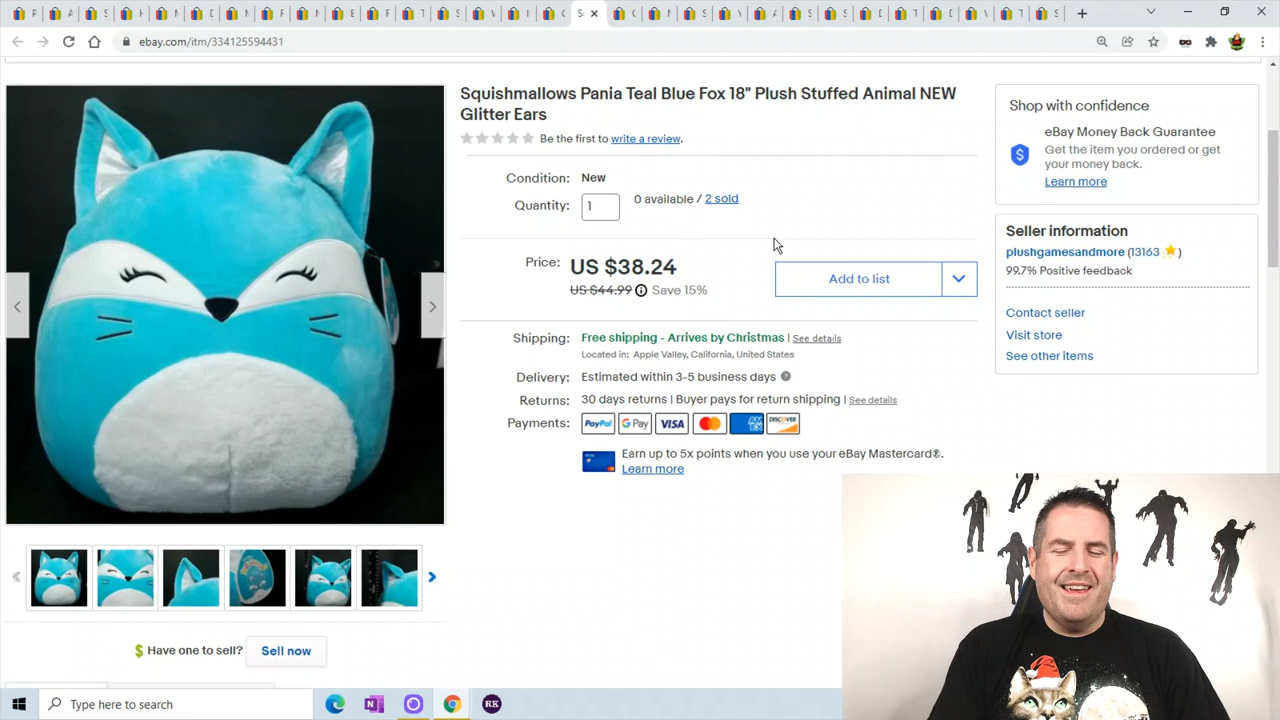 ebay.com/itm/334125594431
Squishmallows Pania Teal Blue Fox 18" Plush Stuffed Animal NEW
Glitter Ears
Be the first to write a review.
Condition: New
Quantity: 1 0 available / 2 sold
Price: US $38.24
US $44.99 Save 15%
Add to list
Shipping: Free shipping - Arrives by Christmas | See details
Located in: Apple Valley, California, United States
Delivery: Estimated within 3-5 business days
Returns: 30 days returns | Buyer pays for return shipping | See details
Payments: PayPal G Pay VISA AMEX DISCOVER
Earn up to 5x points when you use your eBay Mastercard®.
Learn more
Shop with confidence
eBay Money Back Guarantee
Get the item you ordered or get
your money back.
Learn more
Seller information
plushgamesandmore (13163)
99.7% Positive feedback
Contact seller
Visit store
See other items
Have one to sell? Sell now
Type here to search
RK